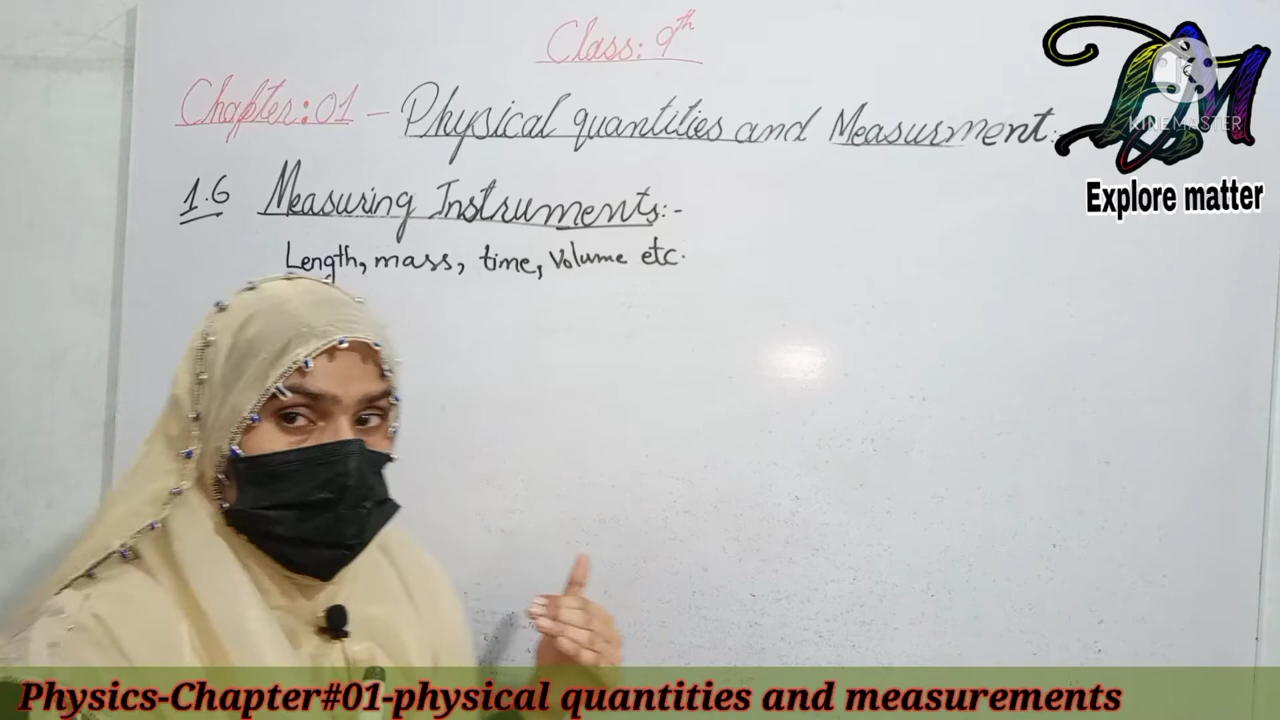 Class: 9th
Chapter: 01 - Physical quantities and Measurment:
KINEMASTER
Explore matter
1.6 Measuring Instruments:-
Length, mass, time, Volume etc.
Physics-Chapter#01-physical quantities and measurements